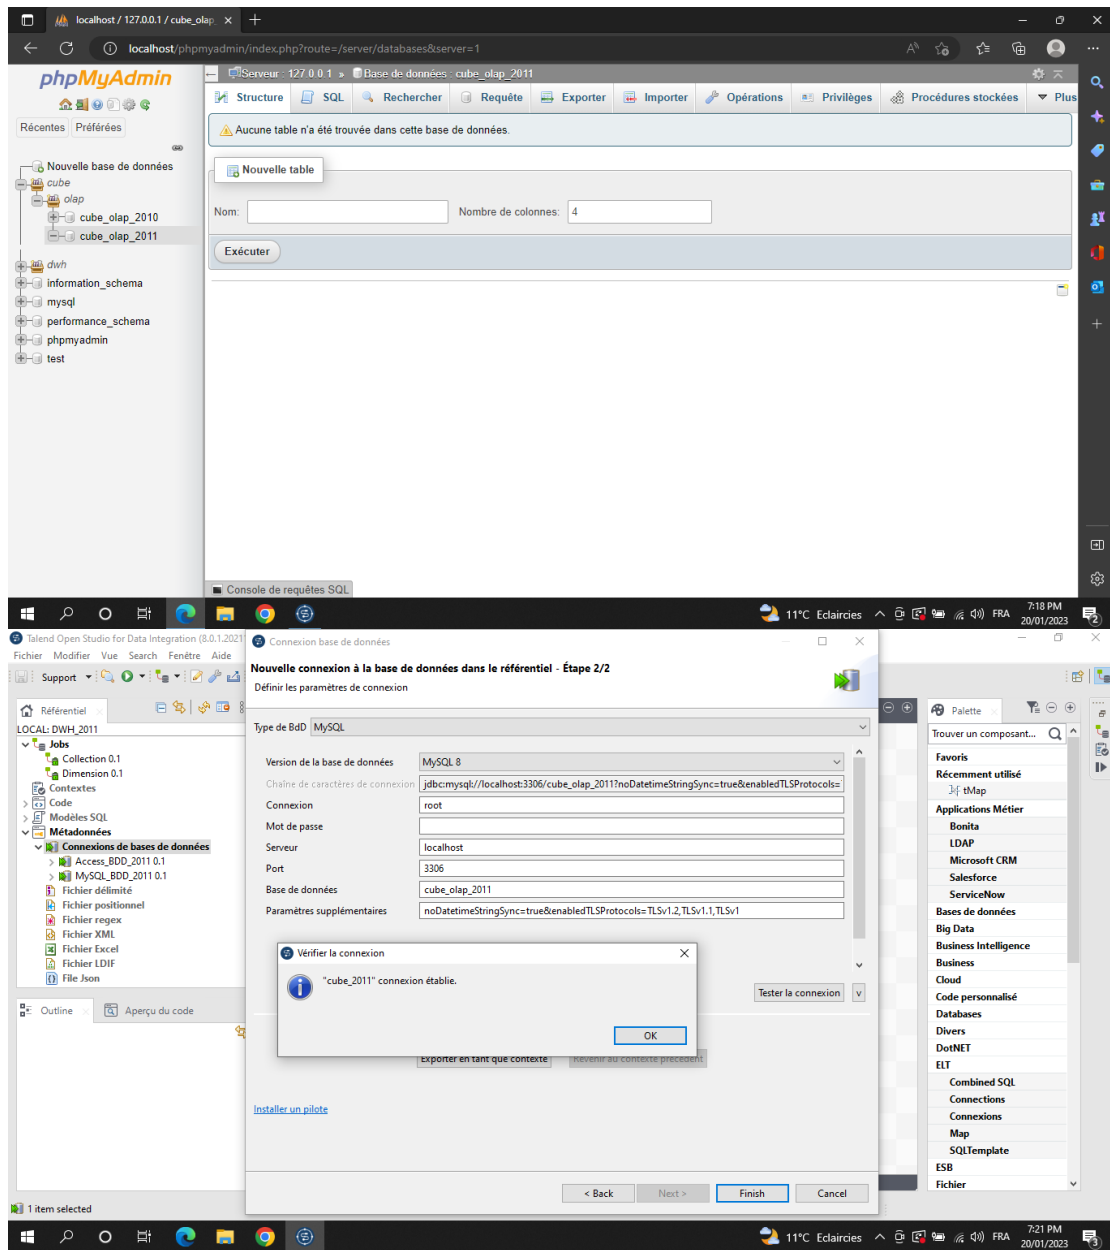 localhost / 127.0.0.1 / cube_olap_
localhost/phpmyadmin/index.php?route=/server/databases&server=1
phpMyAdmin
Récentes Préférées
Nouvelle base de données
cube
olap
cube_olap_2010
cube_olap_2011
dwh
information_schema
mysql
performance_schema
phpmyadmin
test
Serveur : 127.0.0.1 » Base de données : cube_olap_2011
Structure SQL Rechercher Requête Exporter Importer Opérations Privilèges Procédures stockées Plus
Aucune table n'a été trouvée dans cette base de données.
Nouvelle table
Nom: Nombre de colonnes: 4
Exécuter
Console de requêtes SQL
11°C Eclaircies FRA 7:18 PM
20/01/2023
2
Talend Open Studio for Data Integration (8.0.1.2021
Fichier Modifier Vue Search Fenêtre Aide
Support
Référentiel
LOCAL: DWH_2011
Jobs
Collection 0.1
Dimension 0.1
Contextes
Code
Modèles SQL
Métadonnées
Connexions de bases de données
Access_BDD_2011 0.1
MySQL_BDD_2011 0.1
Fichier délimité
Fichier positionnel
Fichier regex
Fichier XML
Fichier Excel
Fichier LDIF
File Json
Outline Aperçu du code
1 item selected
Connexion base de données
Nouvelle connexion à la base de données dans le référentiel - Étape 2/2
Définir les paramètres de connexion
Type de BdD MySQL
Version de la base de données MySQL 8
Chaîne de caractères de connexion jdbc:mysql://localhost:3306/cube_olap_2011?noDatetimeStringSync=true&enabledTLSProtocols=
Connexion root
Mot de passe
Serveur localhost
Port 3306
Base de données cube_olap_2011
Paramètres supplémentaires noDatetimeStringSync=true&enabledTLSProtocols=TLSv1.2,TLSv1.1,TLSv1
Vérifier la connexion
"cube_2011" connexion établie.
OK
Tester la connexion v
Exporter en tant que contexte Revenir au contexte précédent
Installer un pilote
< Back Next > Finish Cancel
Palette
Trouver un composant...
Favoris
Récemment utilisé
tMap
Applications Métier
Bonita
LDAP
Microsoft CRM
Salesforce
ServiceNow
Bases de données
Big Data
Business Intelligence
Business
Cloud
Code personnalisé
Databases
Divers
DotNET
ELT
Combined SQL
Connections
Connexions
Map
SQLTemplate
ESB
Fichier
11°C Eclaircies FRA 7:21 PM
20/01/2023
3